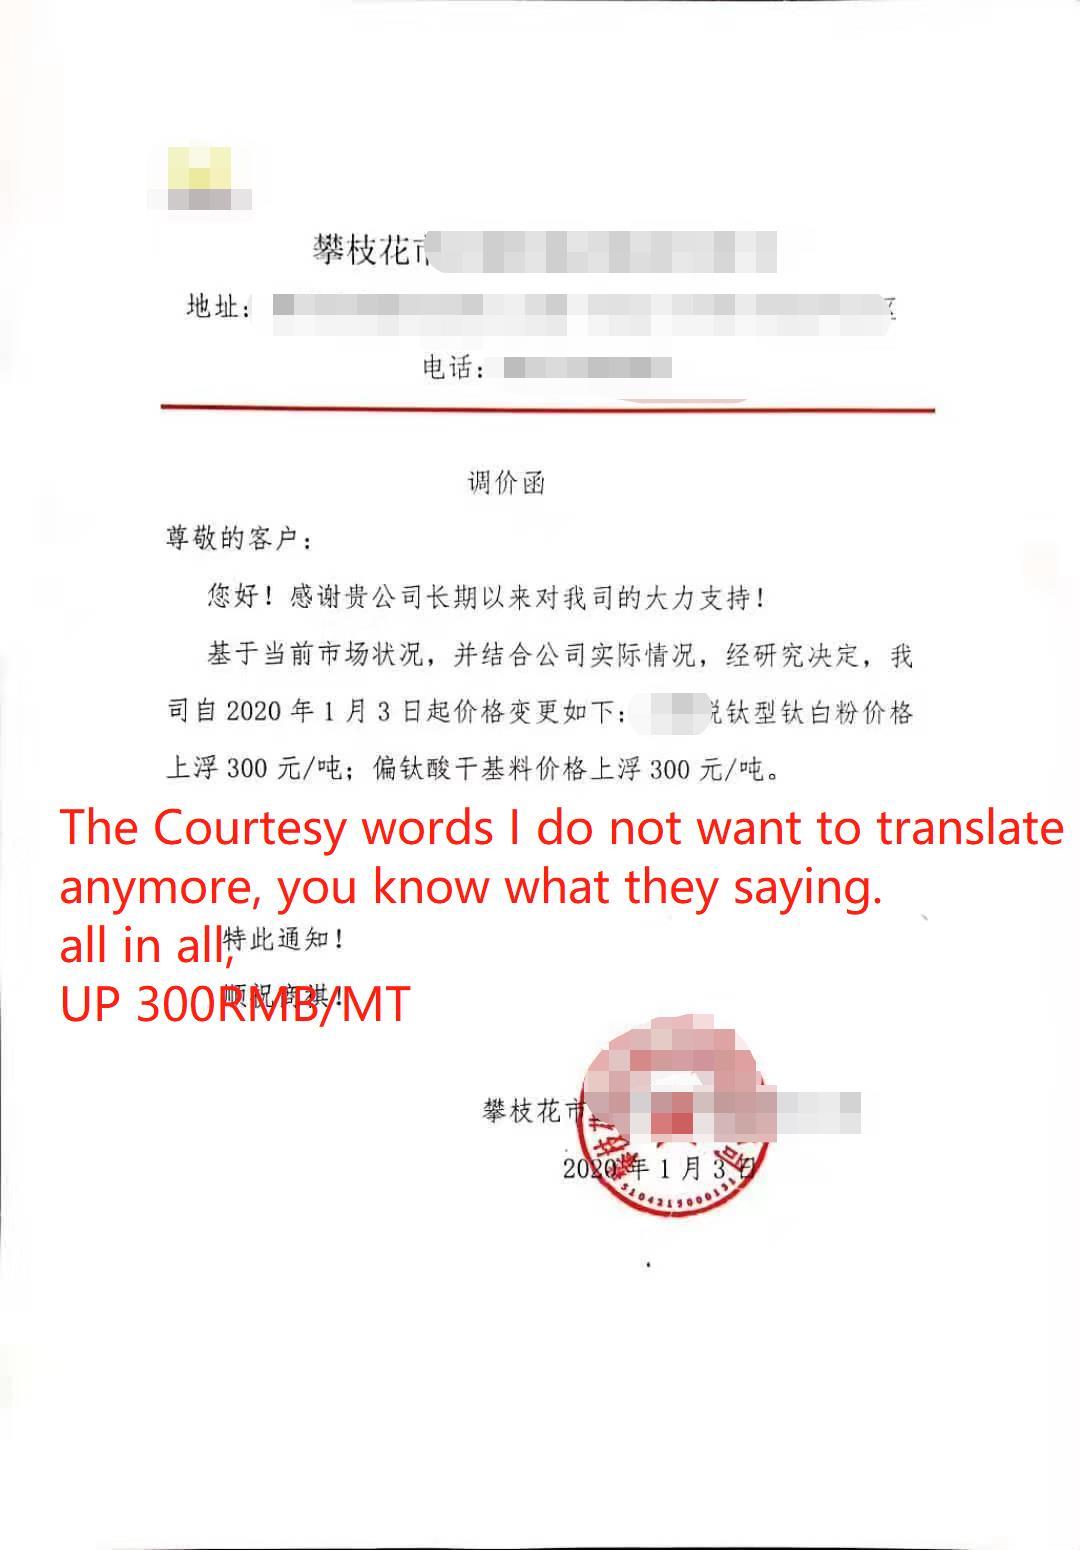 攀枝花市
地址:
电话:
调价函
尊敬的客户:
您好！感谢贵公司长期以来对我司的大力支持！
基于当前市场状况，并结合公司实际情况，经研究决定，我
司自 2020 年 1 月 3 日起价格变更如下: 锐钛型钛白粉价格
上浮 300 元/吨；偏钛酸干基料价格上浮 300 元/吨。
The Courtesy words I do not want to translate
anymore, you know what they saying.
all in all,
特此通知！
顺祝商祺！
UP 300RMB/MT
攀枝花市
2020 年 1 月 3 日